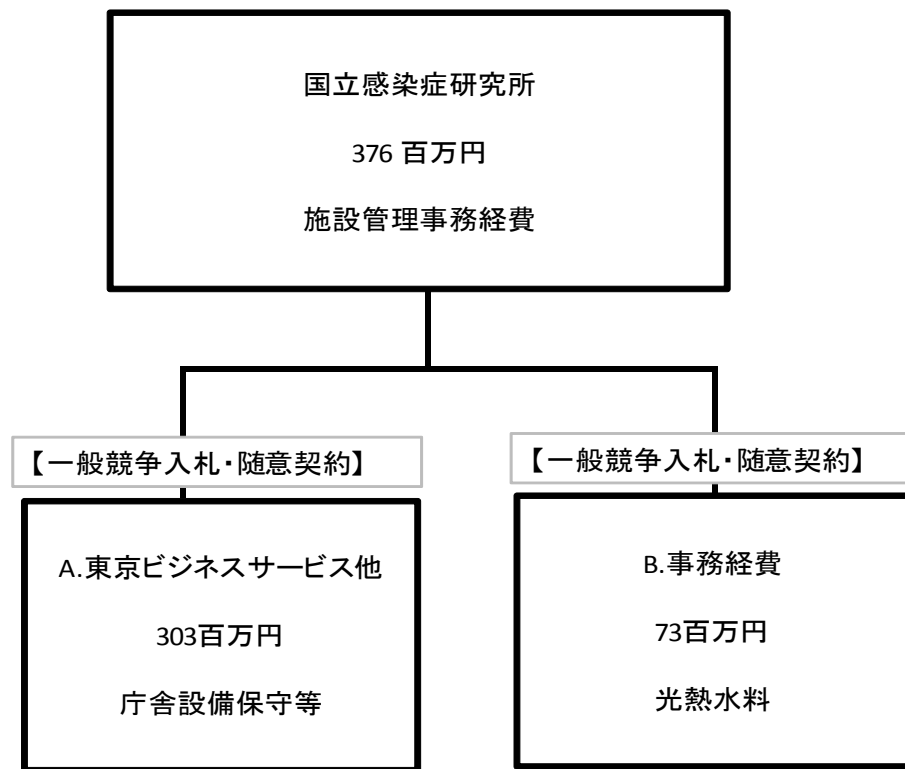 国立感染症研究所
376 百万円
施設管理事務経費
【一般競争入札・随意契約】
A.東京ビジネスサービス他
303百万円
庁舎設備保守等
【一般競争入札・随意契約】
B.事務経費
73百万円
光熱水料